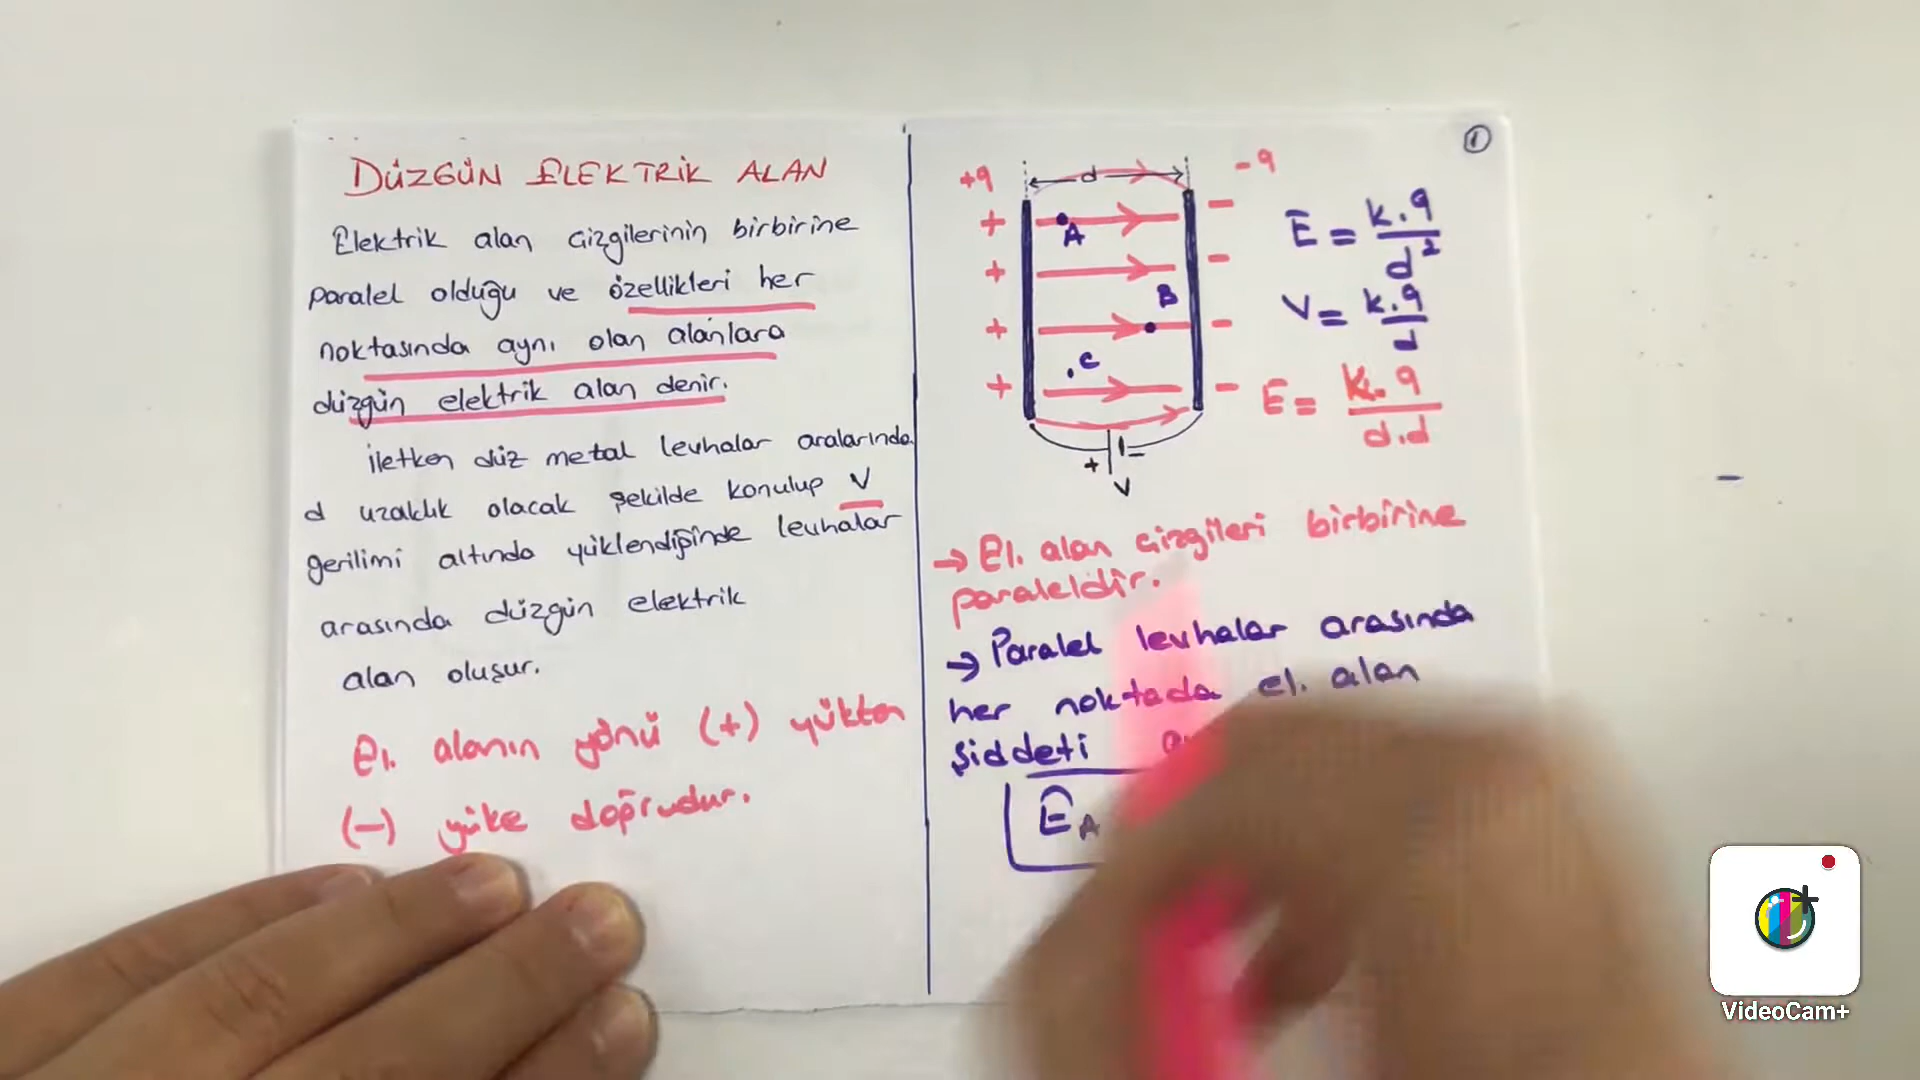 DÜZGÜN ELEKTRİK ALAN
Elektrik alan çizgilerinin birbirine
paralel olduğu ve özellikleri her
noktasında aynı olan alanlara
düzgün elektrik alan denir.
İletken düz metal levhalar aralarında
d uzaklık olacak şekilde konulup V
gerilimi altında yüklendiğinde levhalar
arasında düzgün elektrik
alan oluşur.
El. alanın yönü (+) yükten
(-) yüke doğrudur.
1
+q d -q
+ A -
+ -
B
+ -
C
+ -
+ -
V
E = k.q / d²
V = k.q / d
E = k.q / d.d
→ El. alan çizgileri birbirine
paraleldir.
→ Paralel levhalar arasında
her noktada el. alan
şiddeti
E A
VideoCam+